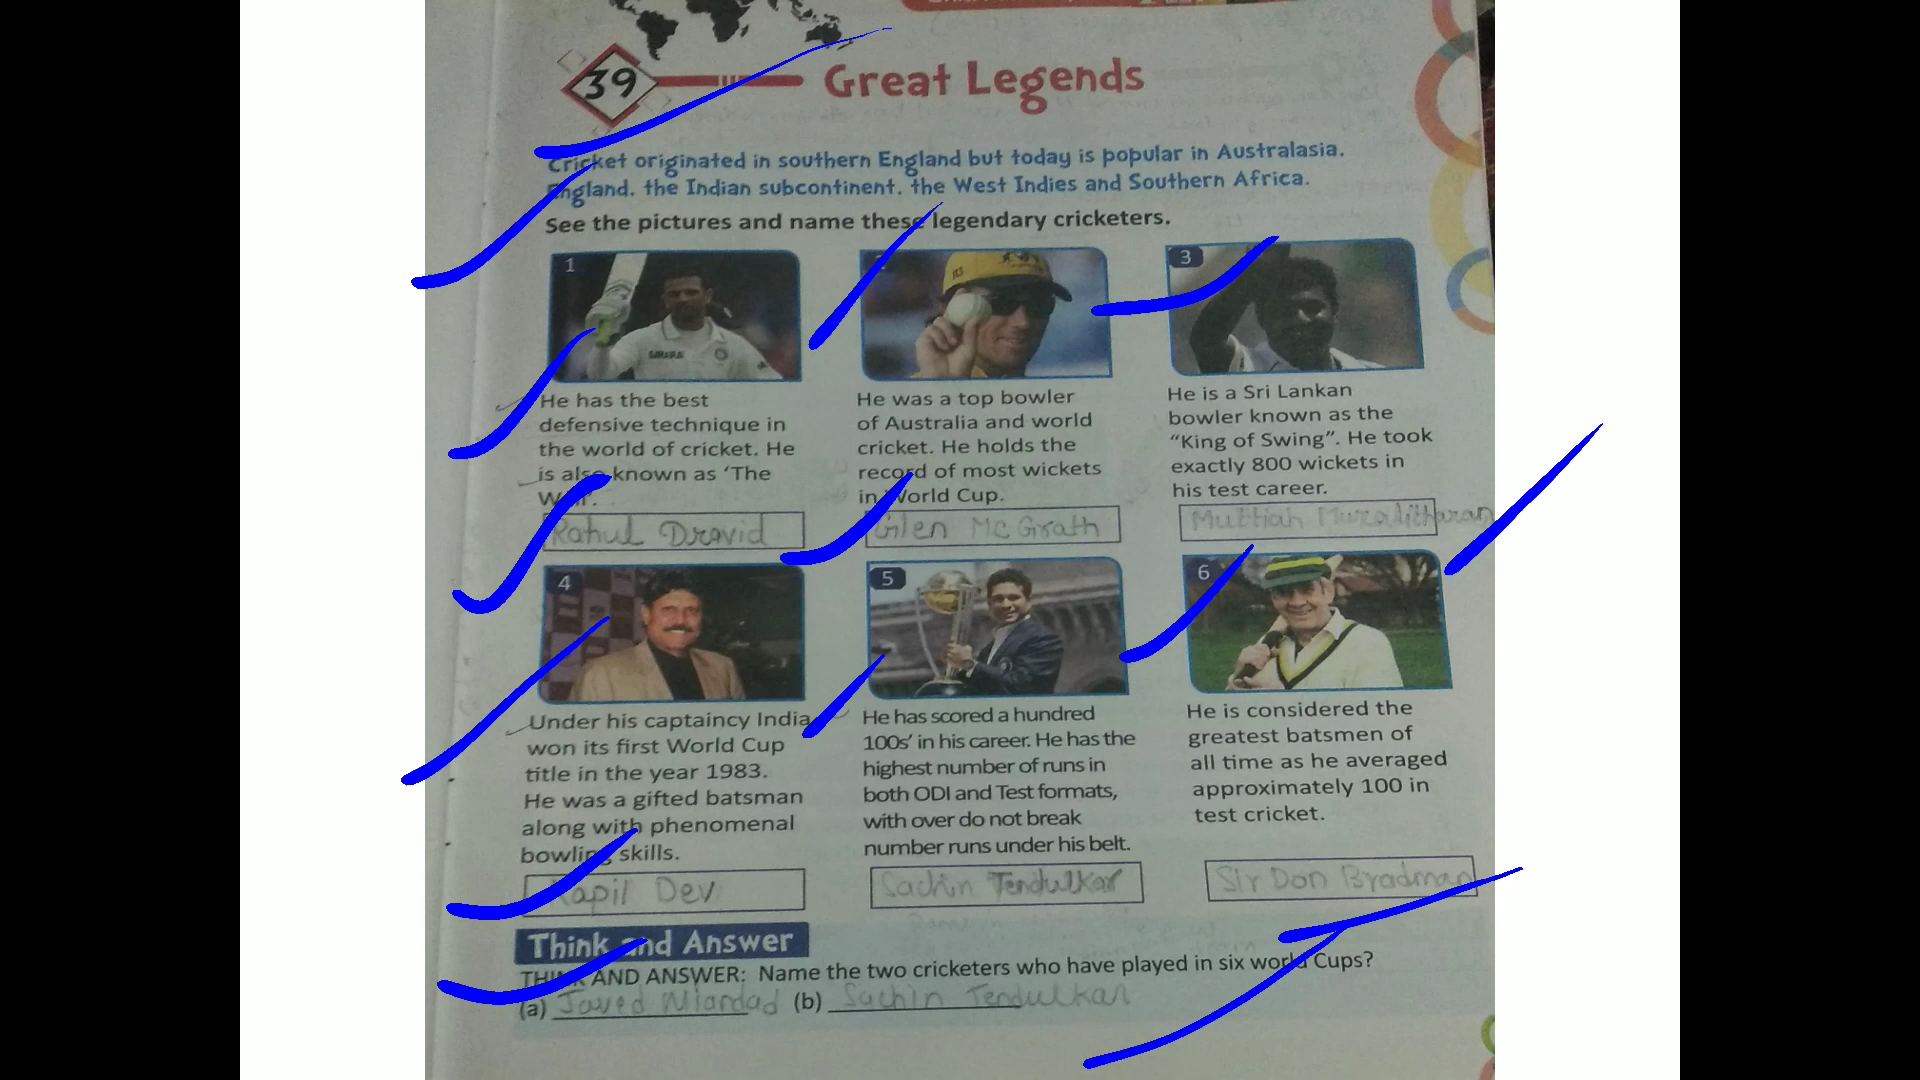 39
Great Legends
Cricket originated in southern England but today is popular in Australasia.
England. the Indian subcontinent. the West Indies and Southern Africa.
See the pictures and name these legendary cricketers.
1
SAHARA
He has the best
defensive technique in
the world of cricket. He
is also known as 'The
Wall'.
Rahul Dravid
He was a top bowler
of Australia and world
cricket. He holds the
record of most wickets
in World Cup.
Glen Mc Grath
3
He is a Sri Lankan
bowler known as the
"King of Swing". He took
exactly 800 wickets in
his test career.
Muttiah Muralitharan
4
Under his captaincy India
won its first World Cup
title in the year 1983.
He was a gifted batsman
along with phenomenal
bowling skills.
Kapil Dev
5
He has scored a hundred
100s' in his career. He has the
highest number of runs in
both ODI and Test formats,
with over do not break
number runs under his belt.
Sachin Tendulkar
6
He is considered the
greatest batsmen of
all time as he averaged
approximately 100 in
test cricket.
Sir Don Bradman
Think and Answer
THINK AND ANSWER: Name the two cricketers who have played in six world Cups?
(a) Javed Miandad (b) Sachin Tendulkar